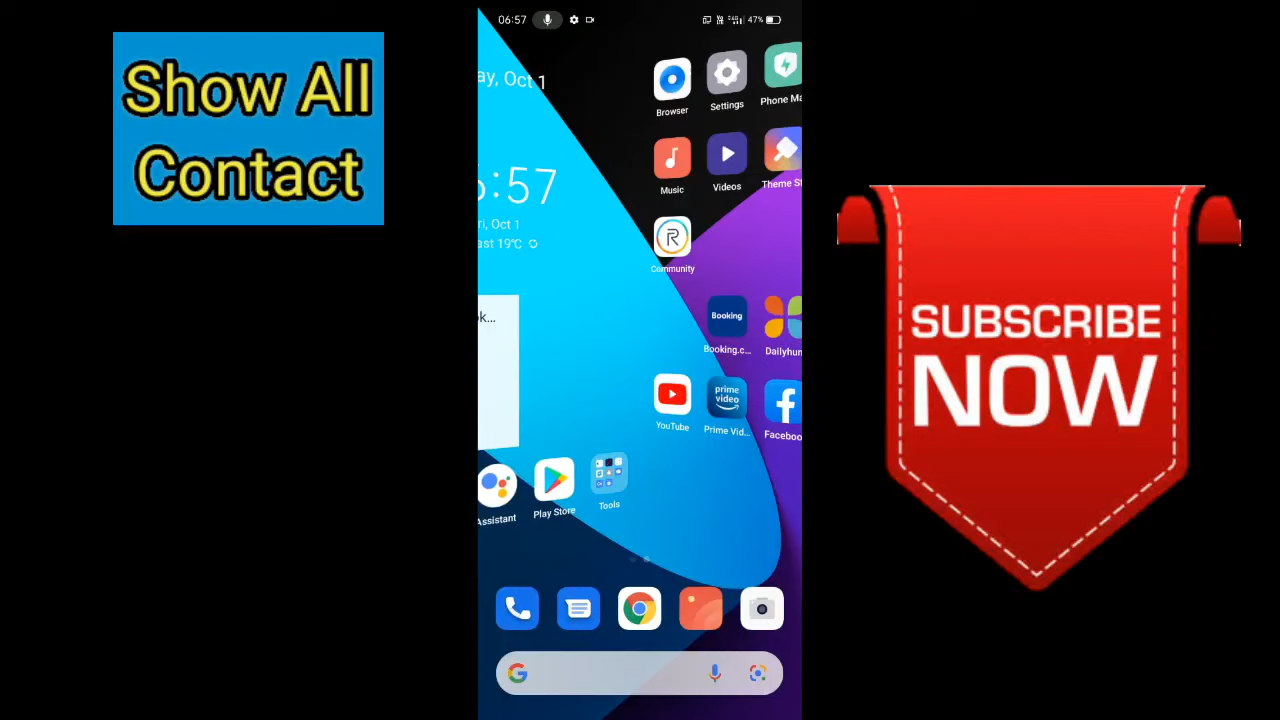 Show All
Contact
06:57
47%
ay, Oct 1
6:57
ri, Oct 1
ast 19°C
k...
Browser
Settings
Phone Ma
Music
Videos
Theme St
Community
Booking
Booking.c...
Dailyhun
prime
video
YouTube
Prime Vid...
Faceboo
Assistant
Play Store
Tools
SUBSCRIBE
NOW